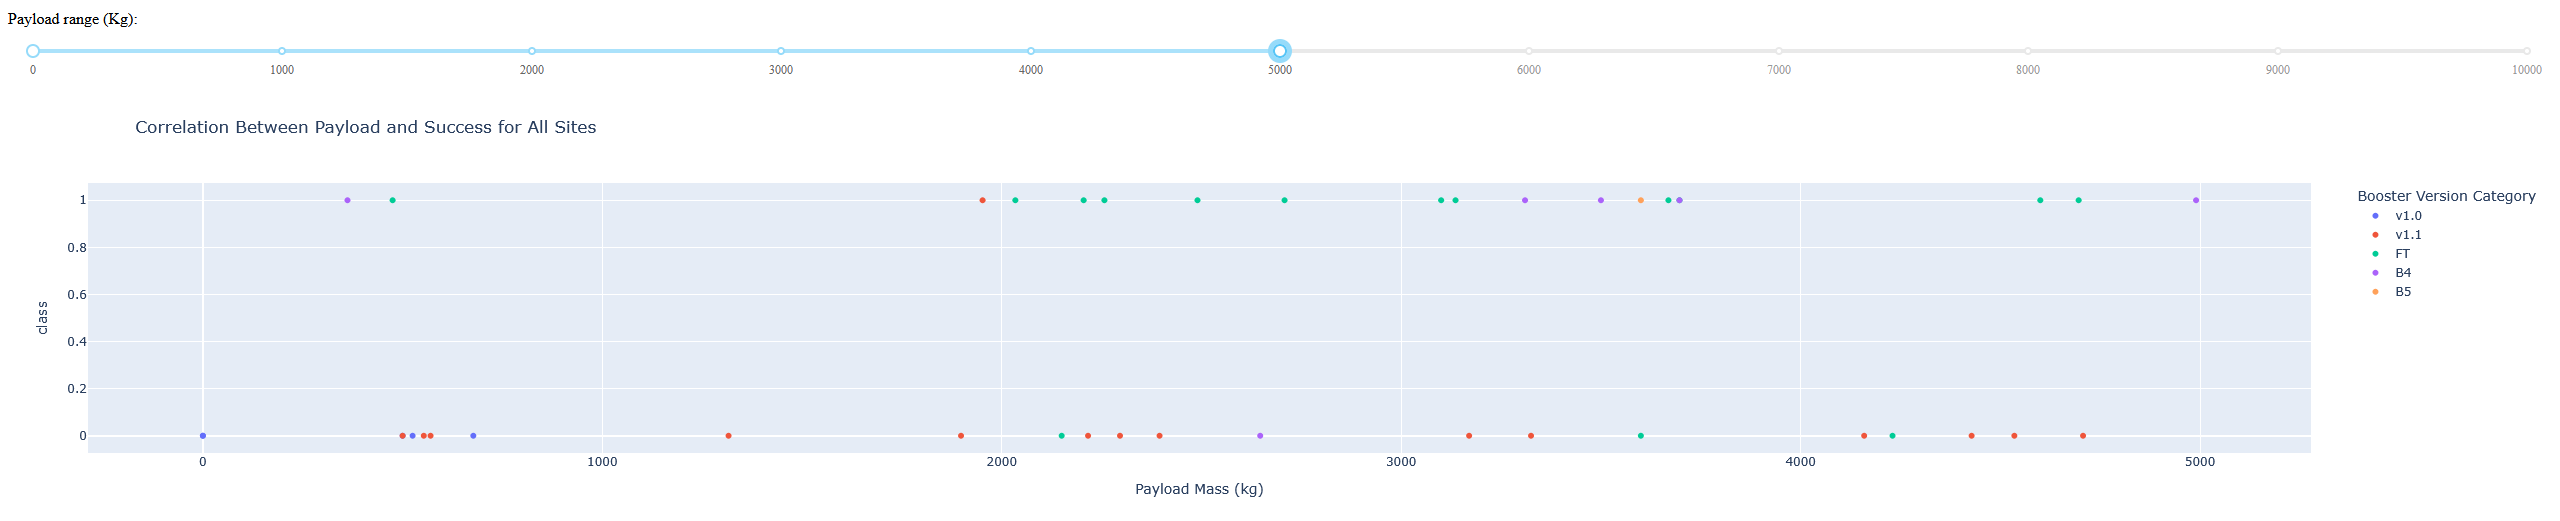 Payload range (Kg):
0 1000 2000 3000 4000 5000 6000 7000 8000 9000 10000
Correlation Between Payload and Success for All Sites
Booster Version Category
v1.0
v1.1
FT
B4
B5
1
0.8
0.6
0.4
0.2
0
class
0 1000 2000 3000 4000 5000
Payload Mass (kg)